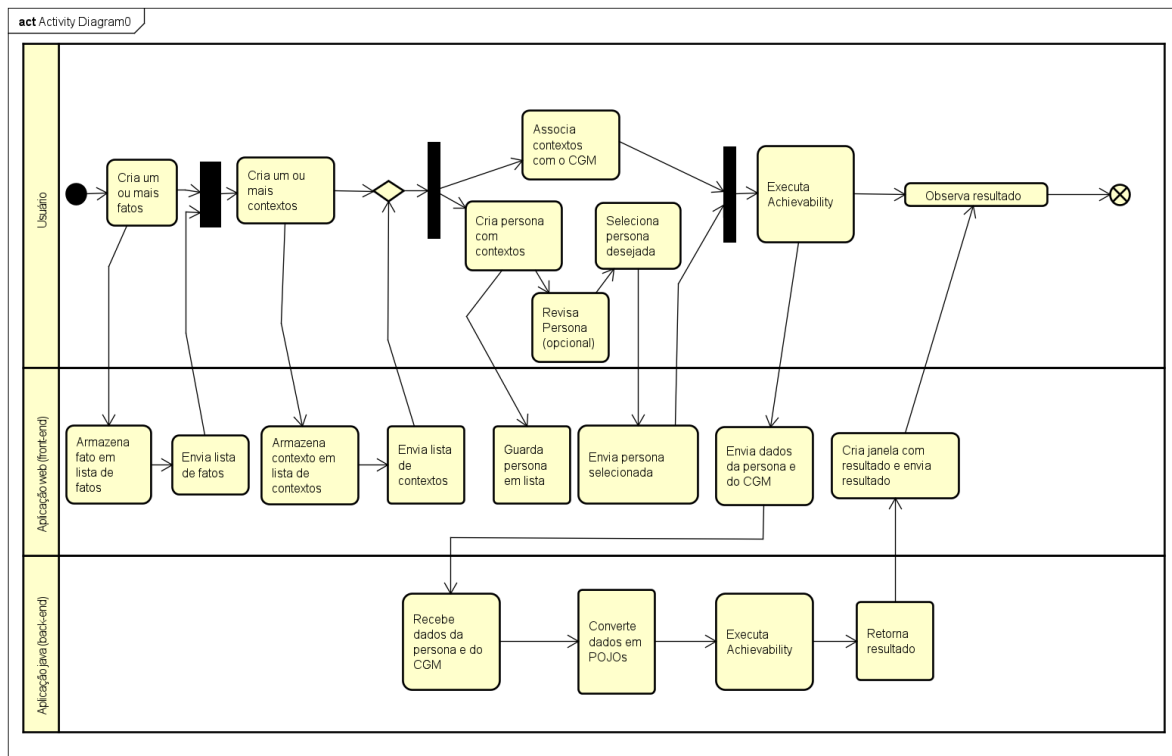 act Activity Diagram0
Usuário
Cria um
ou mais
fatos
Cria um ou
mais
contextos
Associa
contextos
com o CGM
Cria persona
com
contextos
Revisa
Persona
(opcional)
Seleciona
persona
desejada
Executa
Achievability
Observa resultado
Aplicação web (front-end)
Armazena
fato em
lista de
fatos
Envia lista
de fatos
Armazena
contexto em
lista de
contextos
Envia lista
de
contextos
Guarda
persona
em lista
Envia persona
selecionada
Envia dados
da persona e
do CGM
Cria janela com
resultado e envia
resultado
Aplicação java (back-end)
Recebe
dados da
persona e do
CGM
Converte
dados em
POJOs
Executa
Achievability
Retorna
resultado